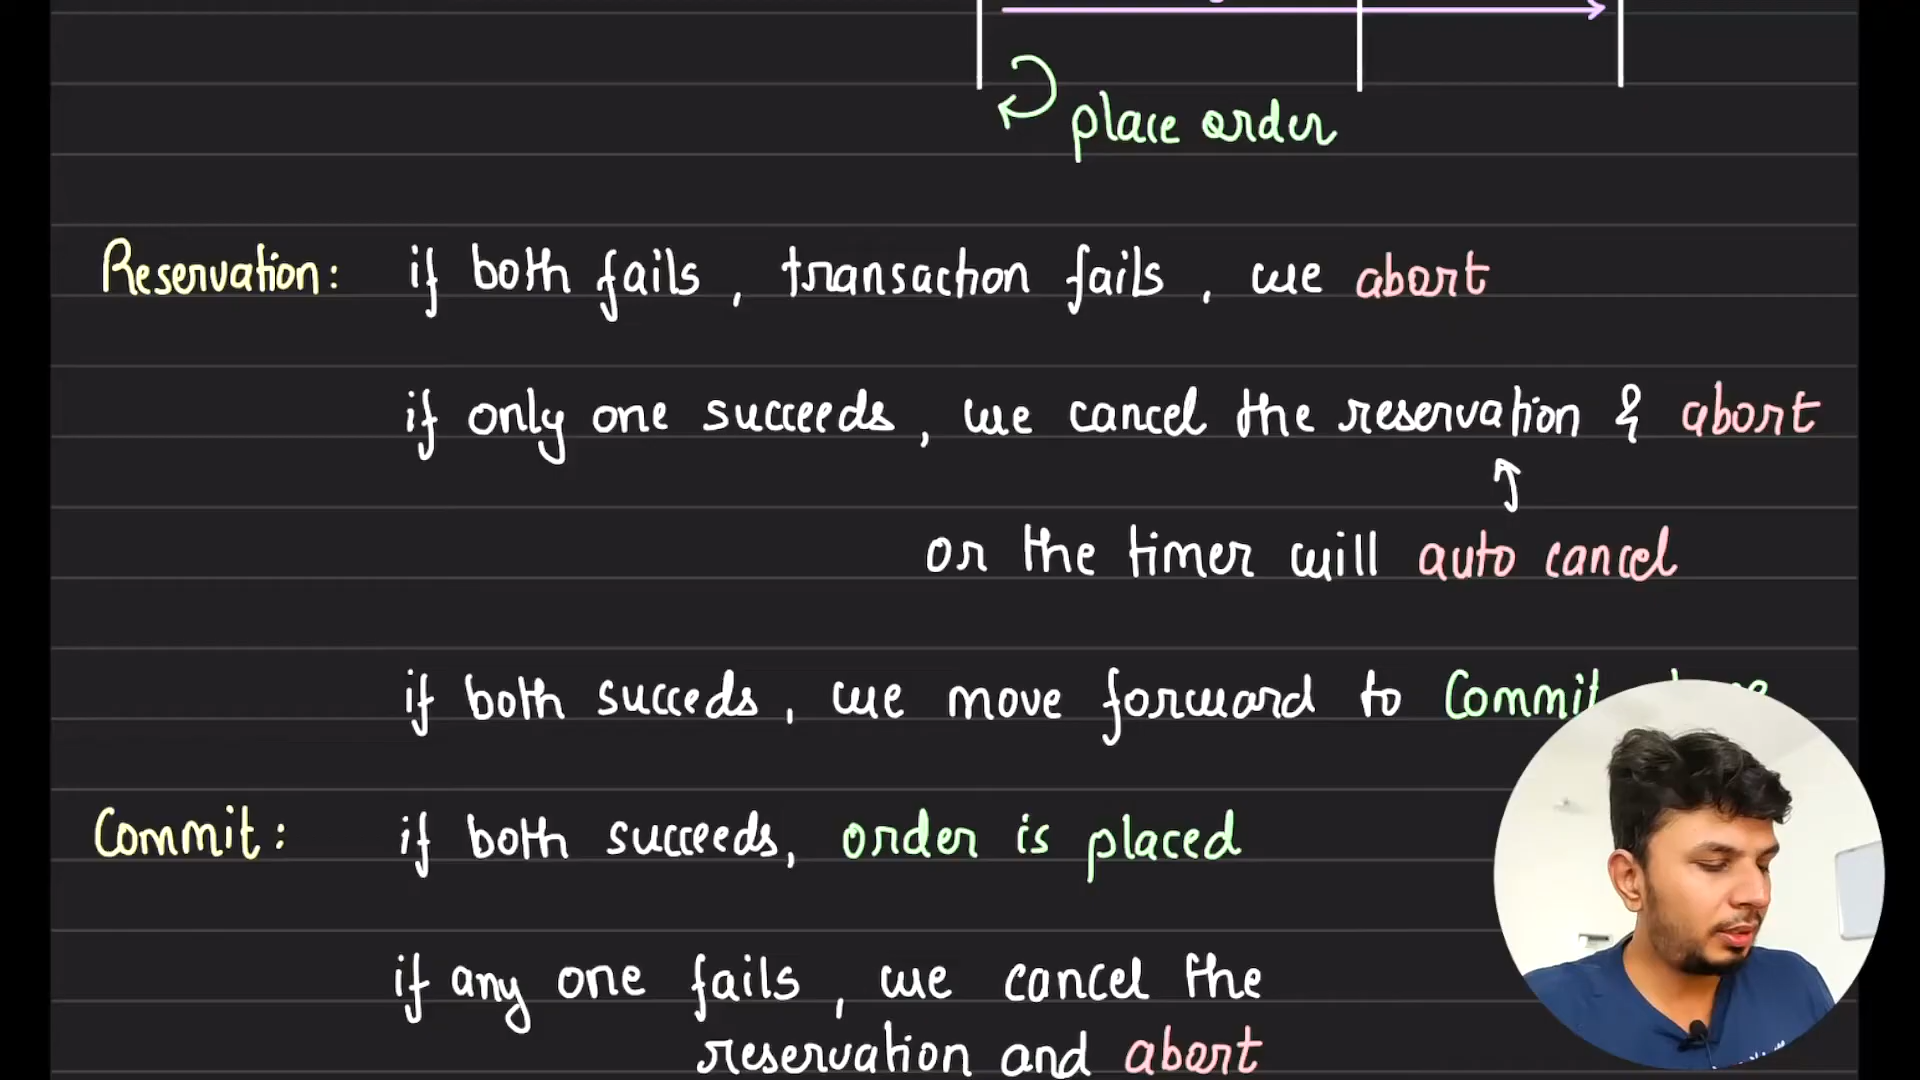 place order
Reservation: if both fails, transaction fails, we abort
if only one succeeds, we cancel the reservation & abort
or the timer will auto cancel
if both succeds, we move forward to Commit
Commit: if both succeeds, order is placed
if any one fails, we cancel the
reservation and abort